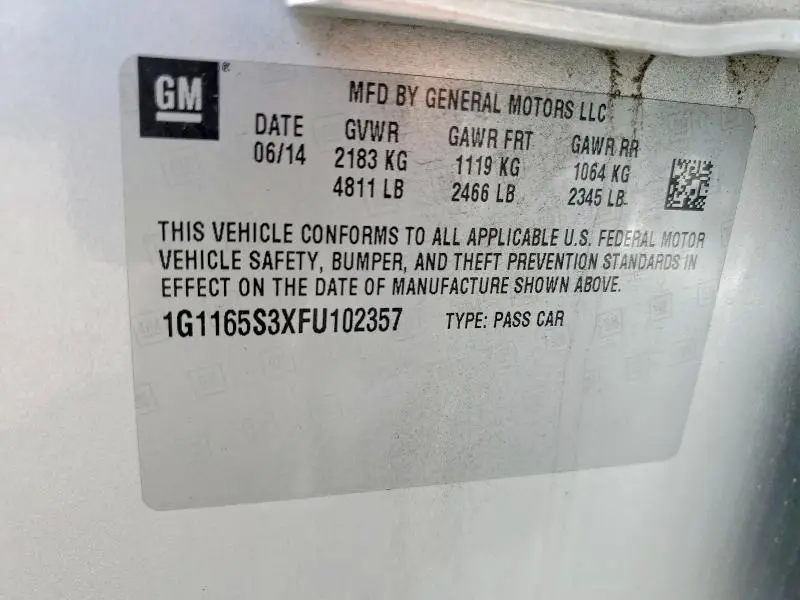 GM ®
MFD BY GENERAL MOTORS LLC
DATE GVWR GAWR FRT GAWR RR
06/14 2183 KG 1119 KG 1064 KG
4811 LB 2466 LB 2345 LB
THIS VEHICLE CONFORMS TO ALL APPLICABLE U.S. FEDERAL MOTOR
VEHICLE SAFETY, BUMPER, AND THEFT PREVENTION STANDARDS IN
EFFECT ON THE DATE OF MANUFACTURE SHOWN ABOVE.
1G1165S3XFU102357 TYPE: PASS CAR